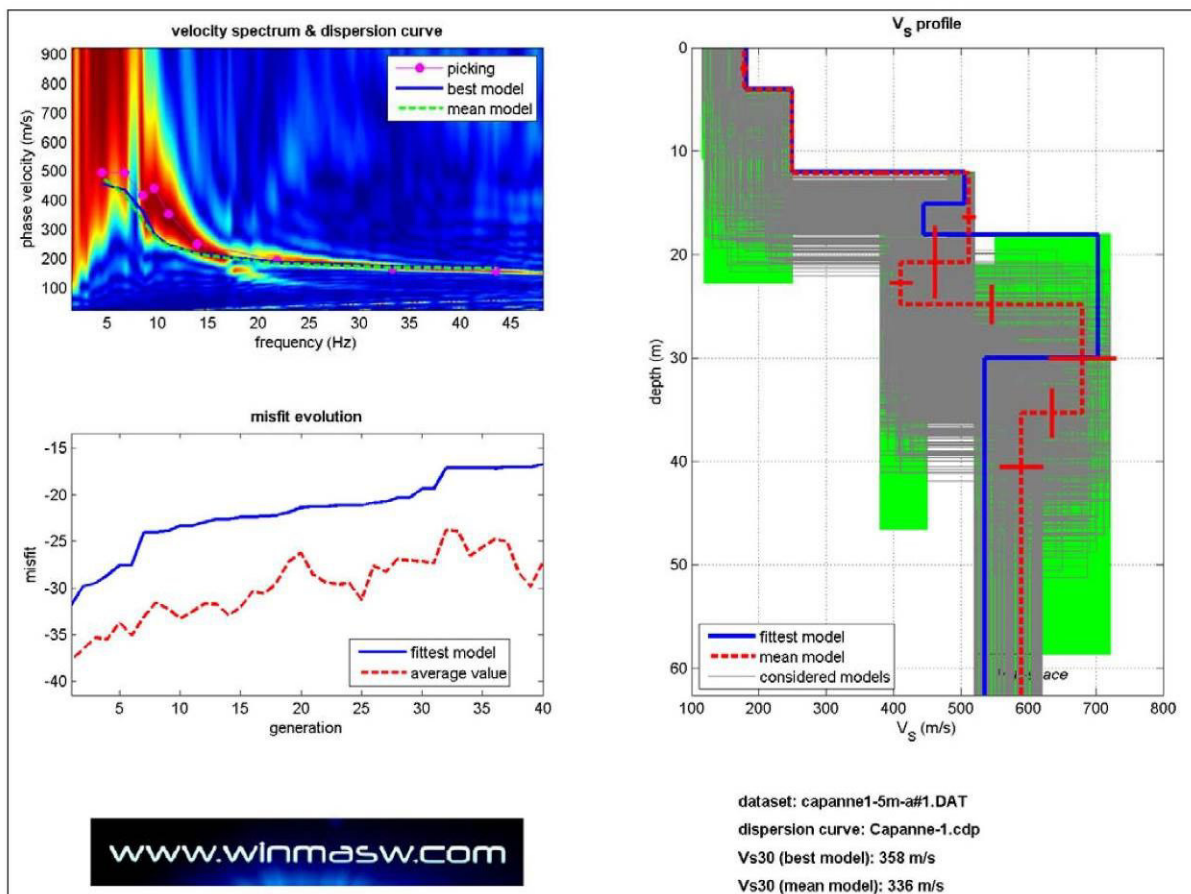 velocity spectrum & dispersion curve
900
800
700
600
500
400
300
200
100
phase velocity (m/s)
picking
best model
mean model
5
10
15
20
25
30
35
40
45
frequency (Hz)
misfit evolution
-15
-20
-25
-30
-35
-40
misfit
fittest model
average value
5
10
15
20
25
30
35
40
generation
VS profile
0
10
20
30
40
50
60
depth (m)
fittest model
mean model
considered models
100
200
300
400
500
600
700
800
VS (m/s)
www.winmasw.com
dataset: capanne1-5m-a#1.DAT
dispersion curve: Capanne-1.cdp
Vs30 (best model): 358 m/s
Vs30 (mean model): 336 m/s